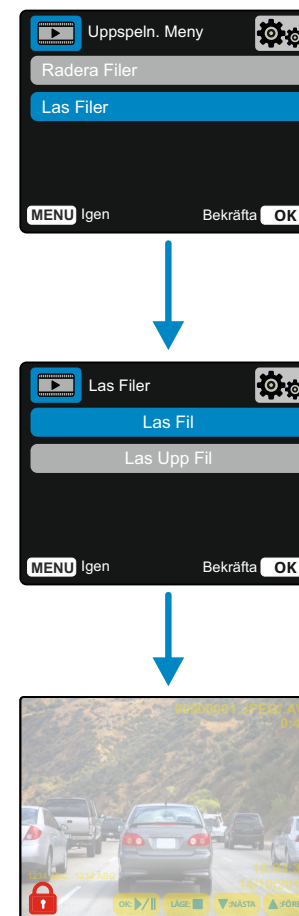 Uppspeln. Meny
Radera Filer
Las Filer
MENU Igen Bekräfta OK
Las Filer
Las Fil
Las Upp Fil
MENU Igen Bekräfta OK
OK: LÄGE: :NÄSTA